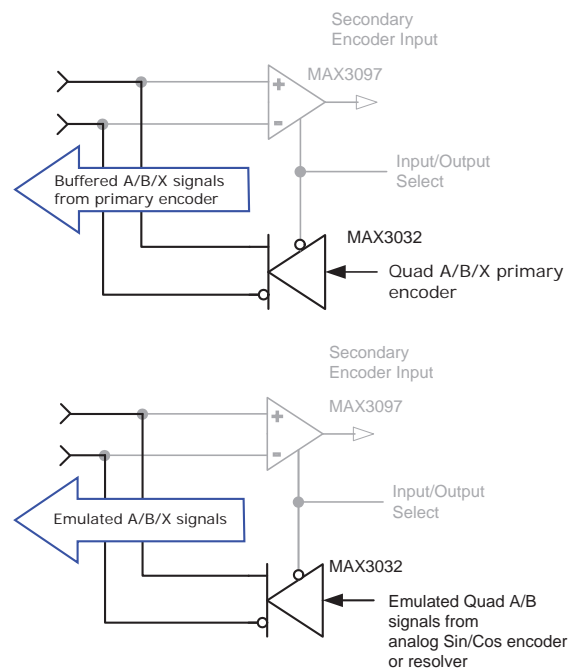 Secondary
Encoder Input
MAX3097
+
-
Input/Output
Select
Buffered A/B/X signals
from primary encoder
MAX3032
Quad A/B/X primary
encoder
Secondary
Encoder Input
MAX3097
+
-
Input/Output
Select
Emulated A/B/X signals
MAX3032
Emulated Quad A/B
signals from
analog Sin/Cos encoder
or resolver